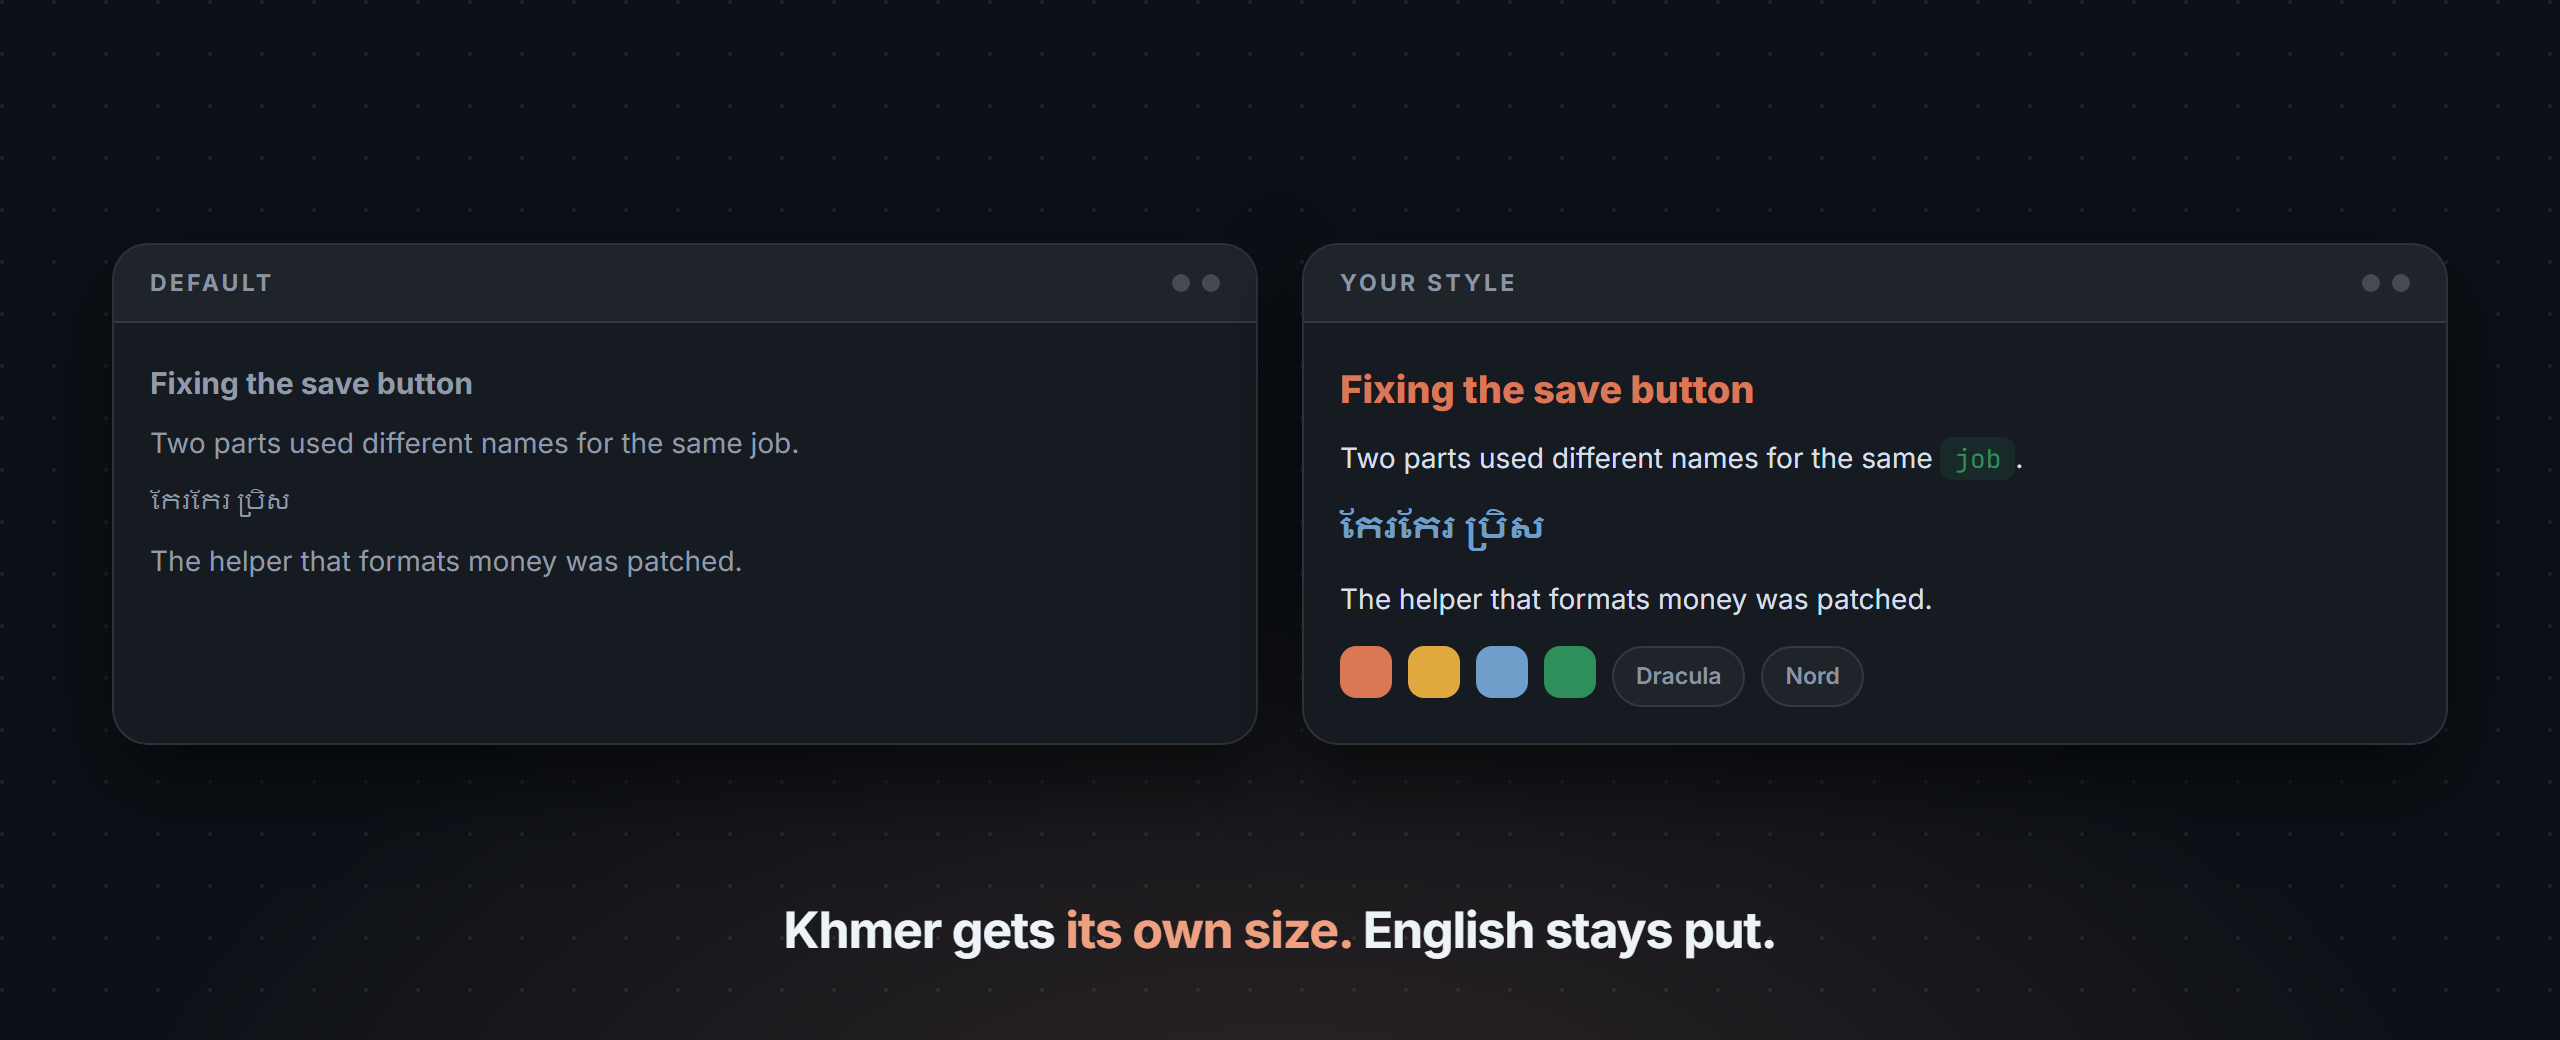 DEFAULT
Fixing the save button
Two parts used different names for the same job.
កែរកែរ ប្រិស
The helper that formats money was patched.
YOUR STYLE
Fixing the save button
Two parts used different names for the same job.
កែរកែរ ប្រិស
The helper that formats money was patched.
Dracula Nord
Khmer gets its own size. English stays put.